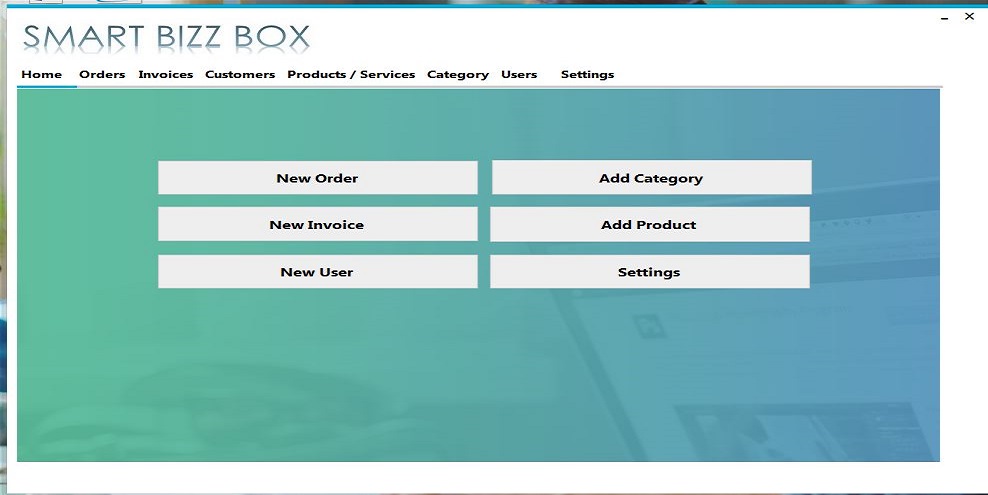 SMART BIZZ BOX
Home Orders Invoices Customers Products / Services Category Users Settings
New Order Add Category
New Invoice Add Product
New User Settings